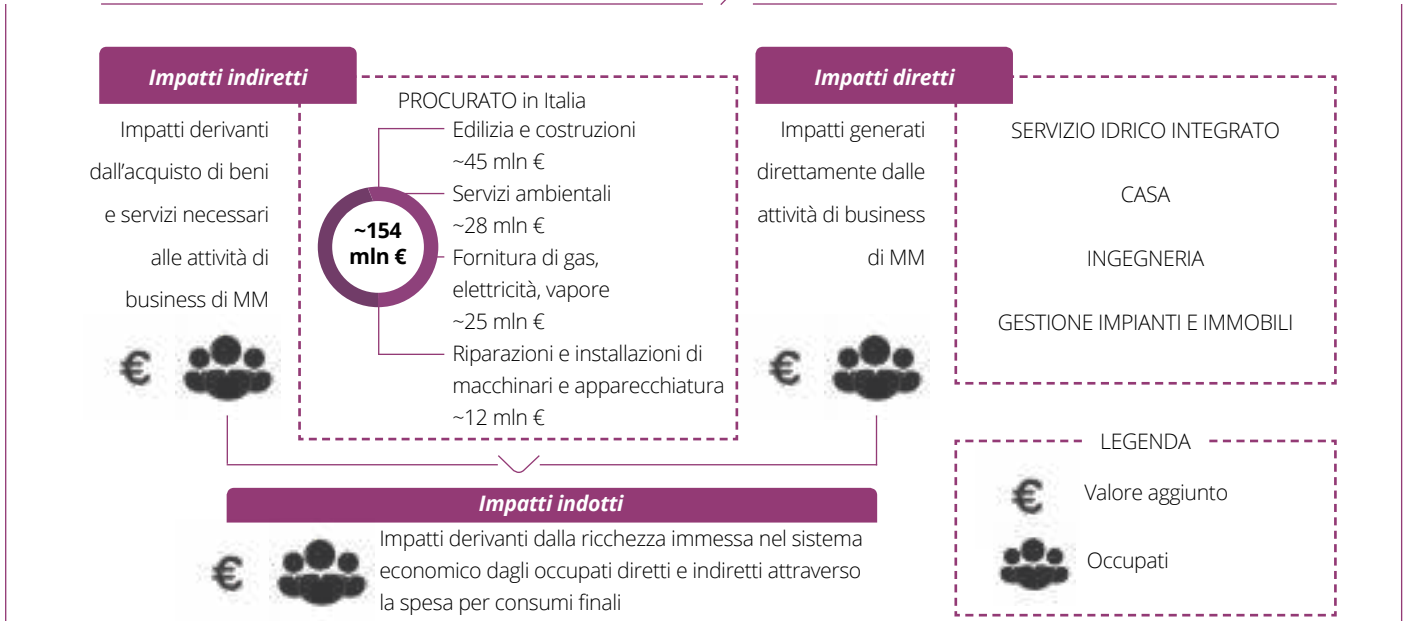 Impatti indiretti
Impatti derivanti
dall'acquisto di beni
e servizi necessari
alle attività di
business di MM
€
PROCURATO in Italia
~154
mln €
Edilizia e costruzioni
~45 mln €
Servizi ambientali
~28 mln €
Fornitura di gas,
elettricità, vapore
~25 mln €
Riparazioni e installazioni di
macchinari e apparecchiatura
~12 mln €
Impatti diretti
Impatti generati
direttamente dalle
attività di business
di MM
€
SERVIZIO IDRICO INTEGRATO
CASA
INGEGNERIA
GESTIONE IMPIANTI E IMMOBILI
Impatti indotti
€
Impatti derivanti dalla ricchezza immessa nel sistema
economico dagli occupati diretti e indiretti attraverso
la spesa per consumi finali
LEGENDA
€ Valore aggiunto
Occupati